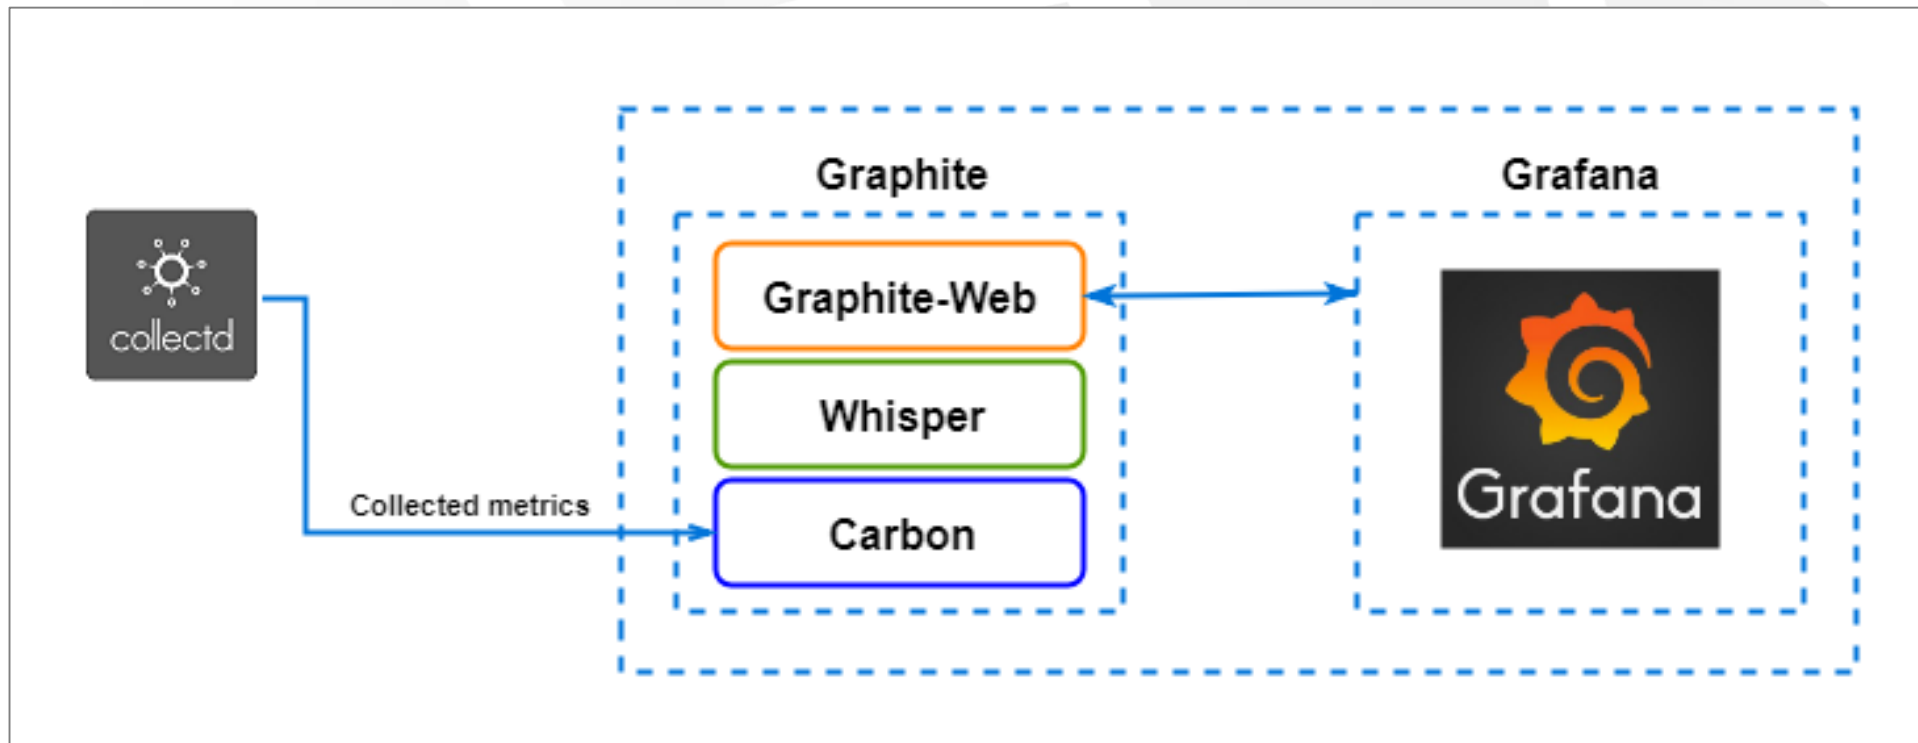 Graphite
Grafana
collectd
Graphite-Web
Whisper
Carbon
Collected metrics
Grafana